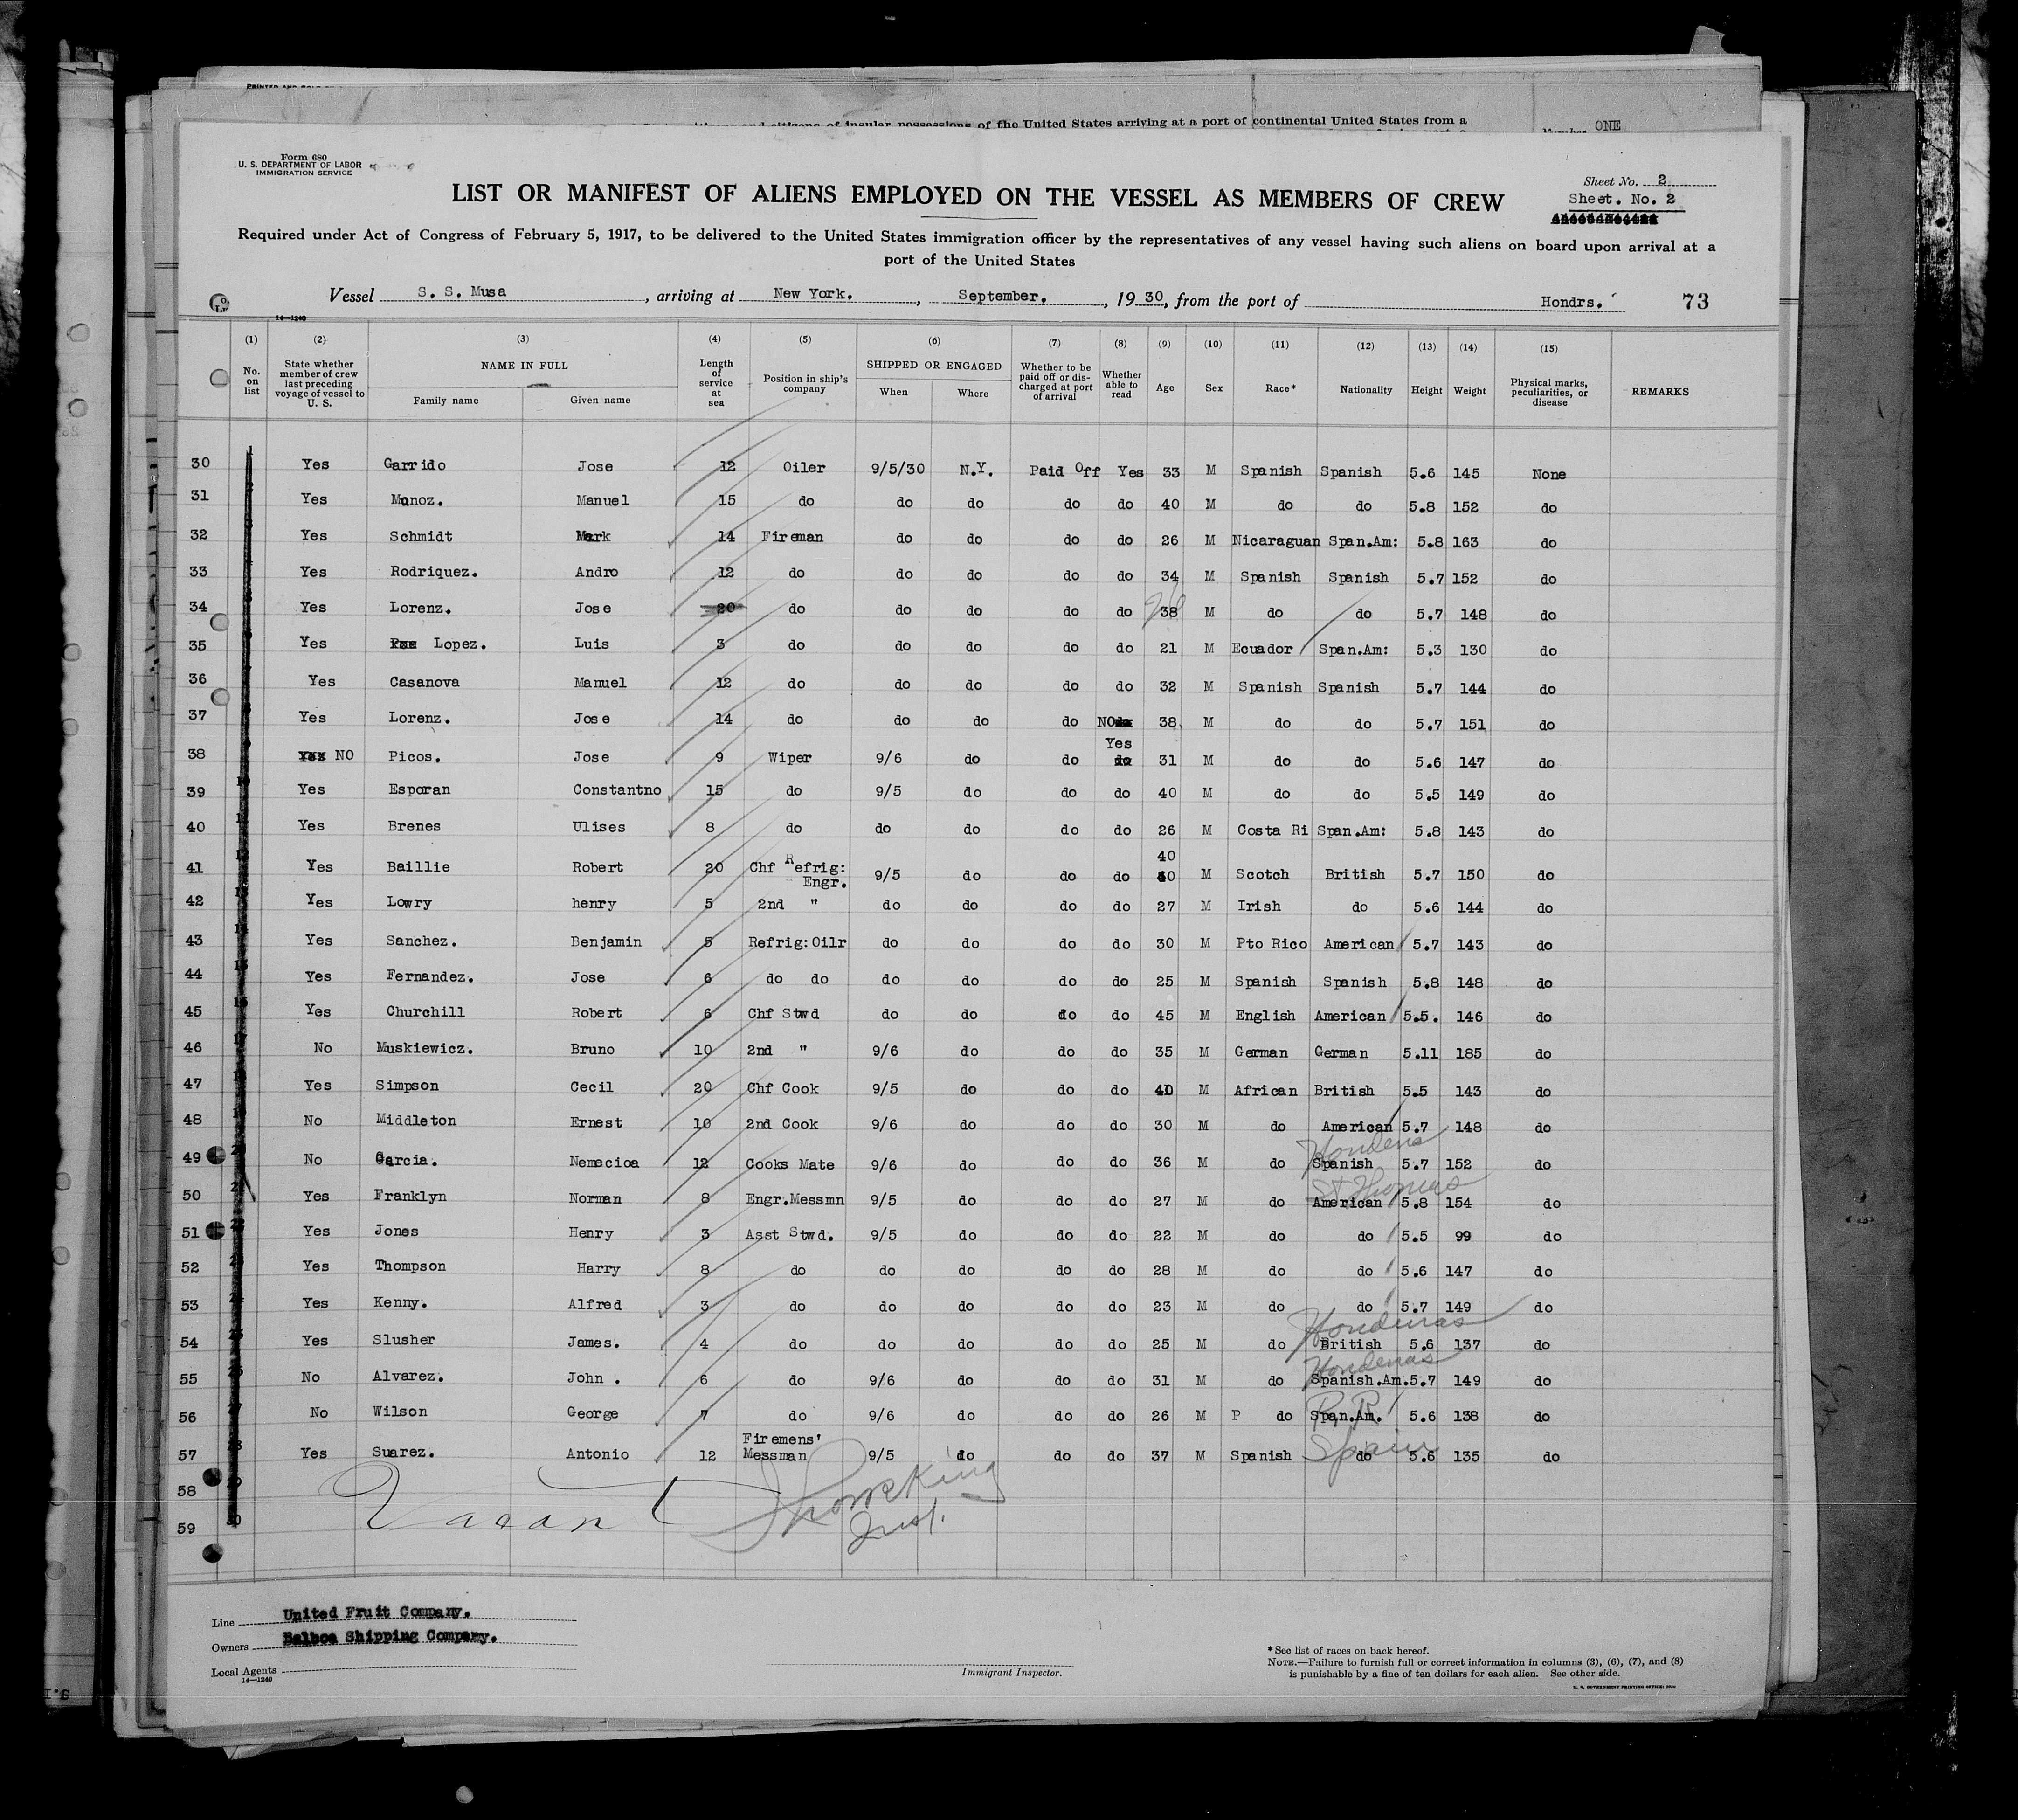 Form 680
U. S. DEPARTMENT OF LABOR
IMMIGRATION SERVICE
of insular possessions of the United States arriving at a port of continental United States from a
ONE
Sheet No. 2
Sheet. No. 2
LIST OR MANIFEST OF ALIENS EMPLOYED ON THE VESSEL AS MEMBERS OF CREW
Required under Act of Congress of February 5, 1917, to be delivered to the United States immigration officer by the representatives of any vessel having such aliens on board upon arrival at a
port of the United States
Vessel S. S. Musa, arriving at New York., September., 1930, from the port of Hondrs. 73
14—1240
(1) (2) (3) (4) (5) (6) (7) (8) (9) (10) (11) (12) (13) (14) (15)
No. on list State whether member of crew last preceding voyage of vessel to U. S. NAME IN FULL Family name Given name Length of service at sea Position in ship's company SHIPPED OR ENGAGED When Where Whether to be paid off or discharged at port of arrival Whether able to read Age Sex Race* Nationality Height Weight Physical marks, peculiarities, or disease REMARKS
30 Yes Garrido Jose 12 Oiler 9/5/30 N.Y. Paid Off Yes 33 M Spanish Spanish 5.6 145 None
31 Yes Munoz. Manuel 15 do do do do do 40 M do do 5.8 152 do
32 Yes Schmidt Mark 14 Fireman do do do do 26 M Nicaraguan Span.Am: 5.8 163 do
33 Yes Rodriquez. Andro 12 do do do do do 34 M Spanish Spanish 5.7 152 do
34 Yes Lorenz. Jose 20 do do do do do 38 M do do 5.7 148 do
35 Yes Lopez. Luis 3 do do do do do 21 M Ecuador Span.Am: 5.3 130 do
36 Yes Casanova Manuel 12 do do do do do 32 M Spanish Spanish 5.7 144 do
37 Yes Lorenz. Jose 14 do do do do NO 38 M do do 5.7 151 do
38 Yes NO Picos. Jose 9 Wiper 9/6 do do Yes do 31 M do do 5.6 147 do
39 Yes Esporan Constantno 15 do 9/5 do do do 40 M do do 5.5 149 do
40 Yes Brenes Ulises 8 do do do do do 26 M Costa Ri Span.Am: 5.8 143 do
41 Yes Baillie Robert 20 Chf Refrig: Engr. 9/5 do do do 40 M Scotch British 5.7 150 do
42 Yes Lowry henry 5 2nd " do do do do 27 M Irish do 5.6 144 do
43 Yes Sanchez. Benjamin 5 Refrig:Oilr do do do do 30 M Pto Rico American 5.7 143 do
44 Yes Fernandez. Jose 6 do do do do do do 25 M Spanish Spanish 5.8 148 do
45 Yes Churchill Robert 6 Chf Stwd do do do do 45 M English American 5.5. 146 do
46 No Muskiewicz. Bruno 10 2nd " 9/6 do do do 35 M German German 5.11 185 do
47 Yes Simpson Cecil 20 Chf Cook 9/5 do do do 40 M African British 5.5 143 do
48 No Middleton Ernest 10 2nd Cook 9/6 do do do 30 M do American 5.7 148 do
49 No Garcia. Nemecioa 12 Cooks Mate 9/6 do do do 36 M do Spanish 5.7 152 do
St Thomas
50 Yes Franklyn Norman 8 Engr.Messmn 9/5 do do do 27 M do American 5.8 154 do
51 Yes Jones Henry 3 Asst Stwd. 9/5 do do do 22 M do do 5.5 99 do
52 Yes Thompson Harry 8 do do do do do 28 M do do 5.6 147 do
53 Yes Kenny. Alfred 3 do do do do do 23 M do do 5.7 149 do
Honduras
54 Yes Slusher James. 4 do do do do do 25 M do British 5.6 137 do
55 No Alvarez. John . 6 do 9/6 do do do 31 M do Spanish.Am. 5.7 149 do
P.R.
56 No Wilson George 7 do 9/6 do do do 26 M P do Span.Am. 5.6 138 do
Spain
57 Yes Suarez. Antonio 12 Firemens' Messman 9/5 do do do 37 M Spanish do 5.6 135 do
58
Vacant
59
Line United Fruit Company.
Owners Balboa Shipping Company.
Local Agents
14—1240
Immigrant Inspector.
*See list of races on back hereof.
NOTE.—Failure to furnish full or correct information in columns (3), (6), (7), and (8)
is punishable by a fine of ten dollars for each alien. See other side.